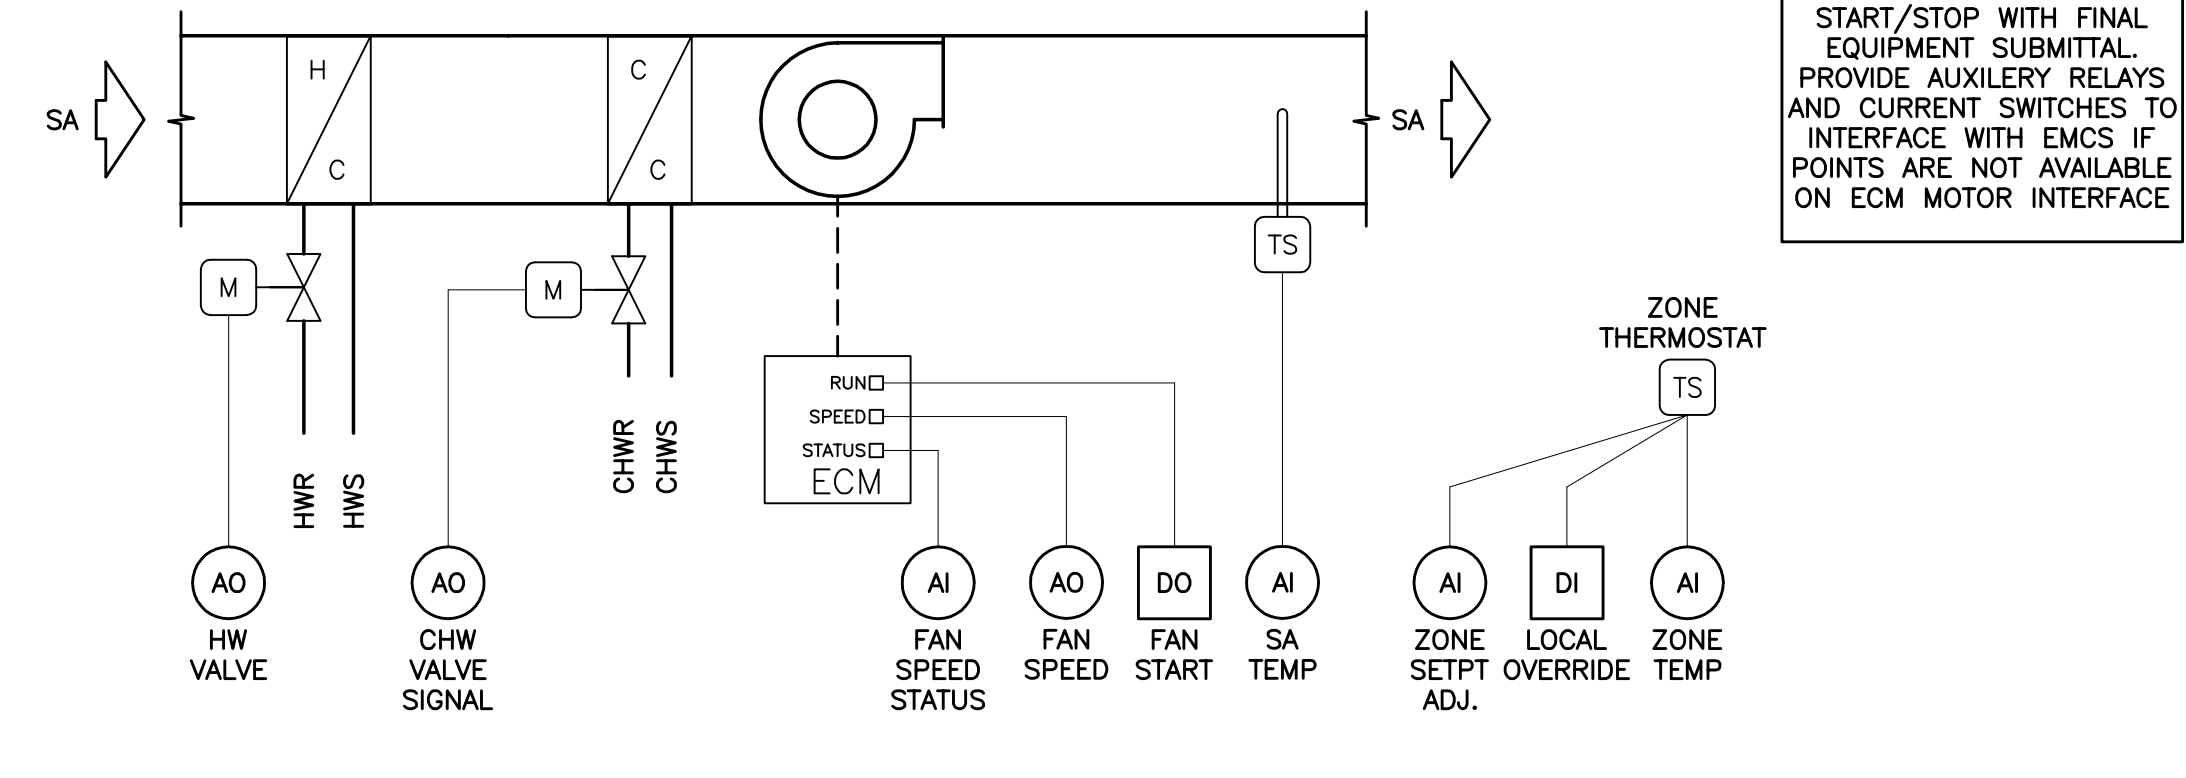 START/STOP WITH FINAL
EQUIPMENT SUBMITTAL.
PROVIDE AUXILERY RELAYS
AND CURRENT SWITCHES TO
INTERFACE WITH EMCS IF
POINTS ARE NOT AVAILABLE
ON ECM MOTOR INTERFACE
SA
H
C
C
C
SA
M
M
TS
ZONE
THERMOSTAT
TS
RUN
SPEED
STATUS
ECM
HWR
HWS
CHWR
CHWS
AO
HW
VALVE
AO
CHW
VALVE
SIGNAL
AI
FAN
SPEED
STATUS
AO
FAN
SPEED
DO
FAN
START
AI
SA
TEMP
AI
ZONE
SETPT
ADJ.
DI
LOCAL
OVERRIDE
AI
ZONE
TEMP